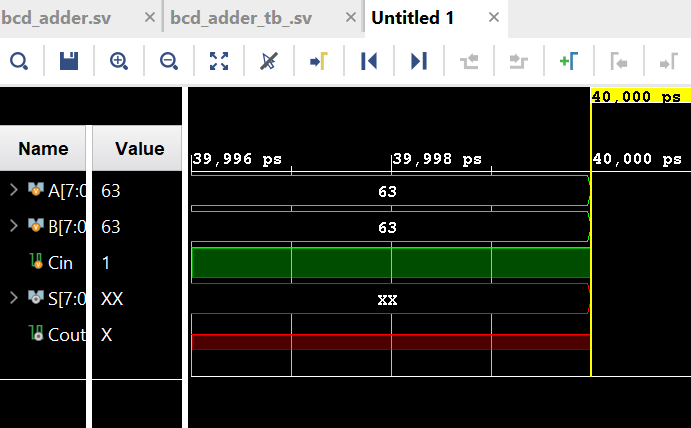 bcd_adder.sv × bcd_adder_tb_.sv × Untitled 1 ×
40,000 ps
Name Value 39,996 ps 39,998 ps 40,000 ps
A[7:0 63 63
B[7:0 63 63
Cin 1
S[7:0 XX XX
Cout X